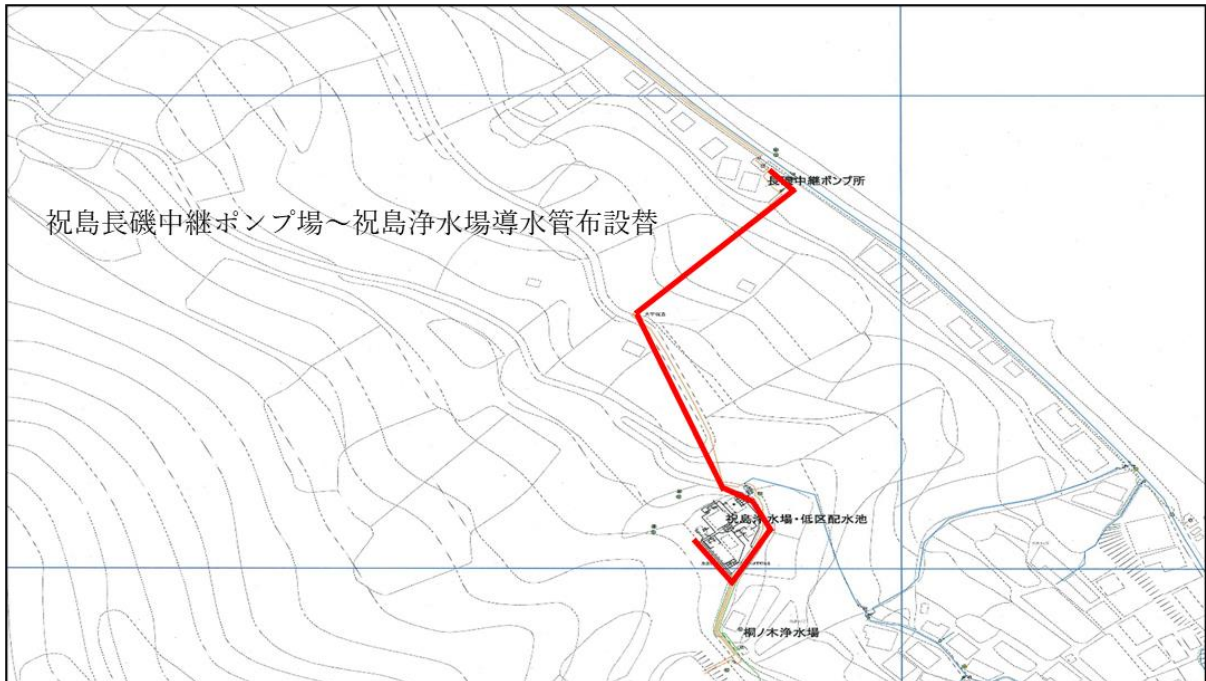 長磯中継ポンプ所
祝島長磯中継ポンプ場～祝島浄水場導水管布設替
祝島浄水場・低区配水池
桐ノ木浄水場